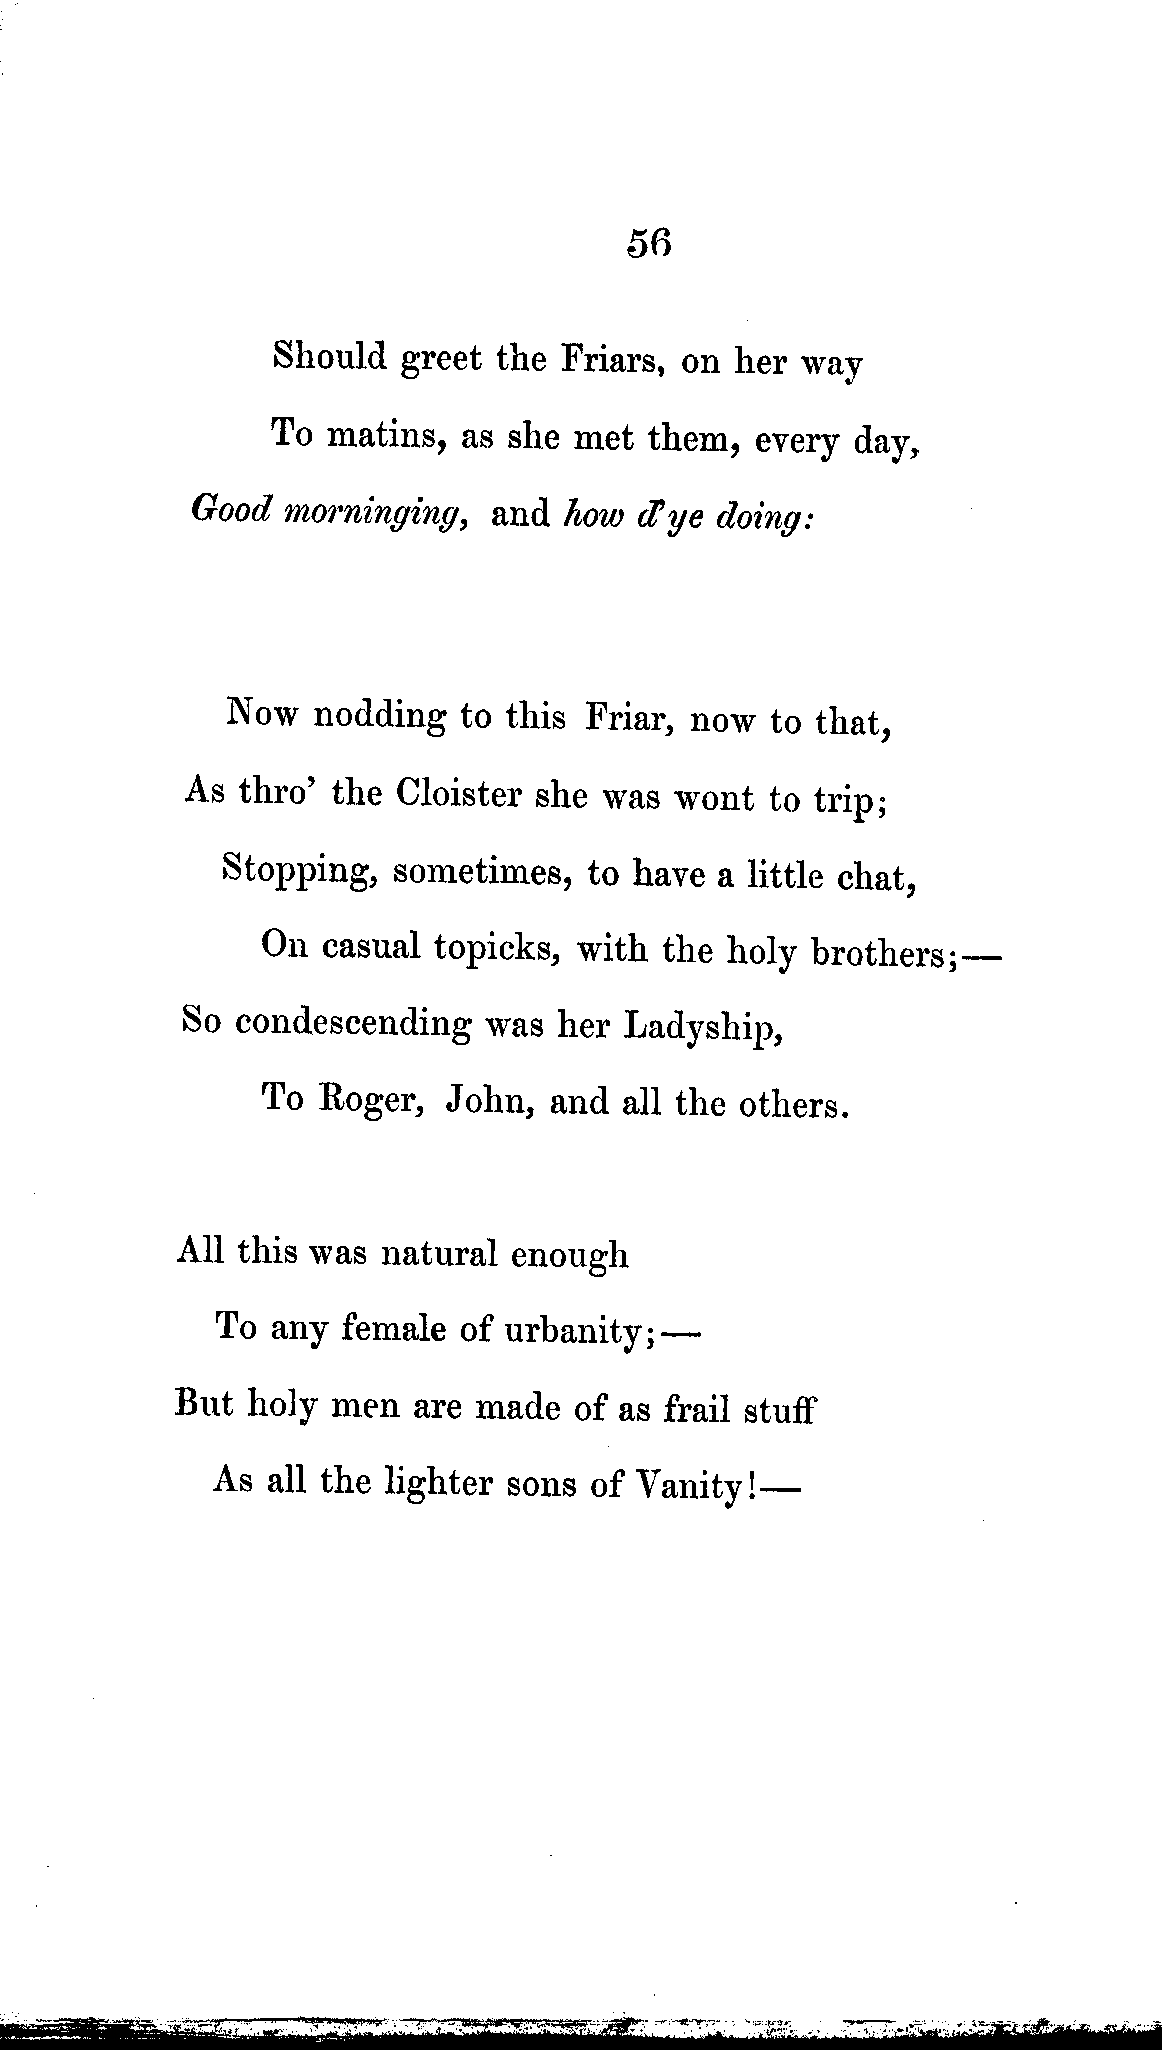 56
Should greet the Friars, on her way
To matins, as she met them, every day,
Good morninging, and how d'ye doing:
Now nodding to this Friar, now to that,
As thro' the Cloister she was wont to trip;
Stopping, sometimes, to have a little chat,
On casual topicks, with the holy brothers;—
So condescending was her Ladyship,
To Roger, John, and all the others.
All this was natural enough
To any female of urbanity;—
But holy men are made of as frail stuff
As all the lighter sons of Vanity!—